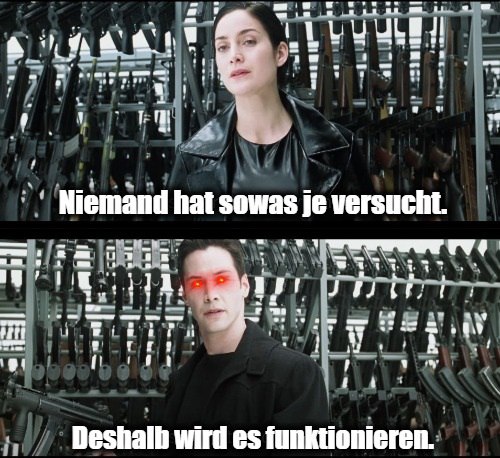 Niemand hat sowas je versucht.
Deshalb wird es funktionieren.